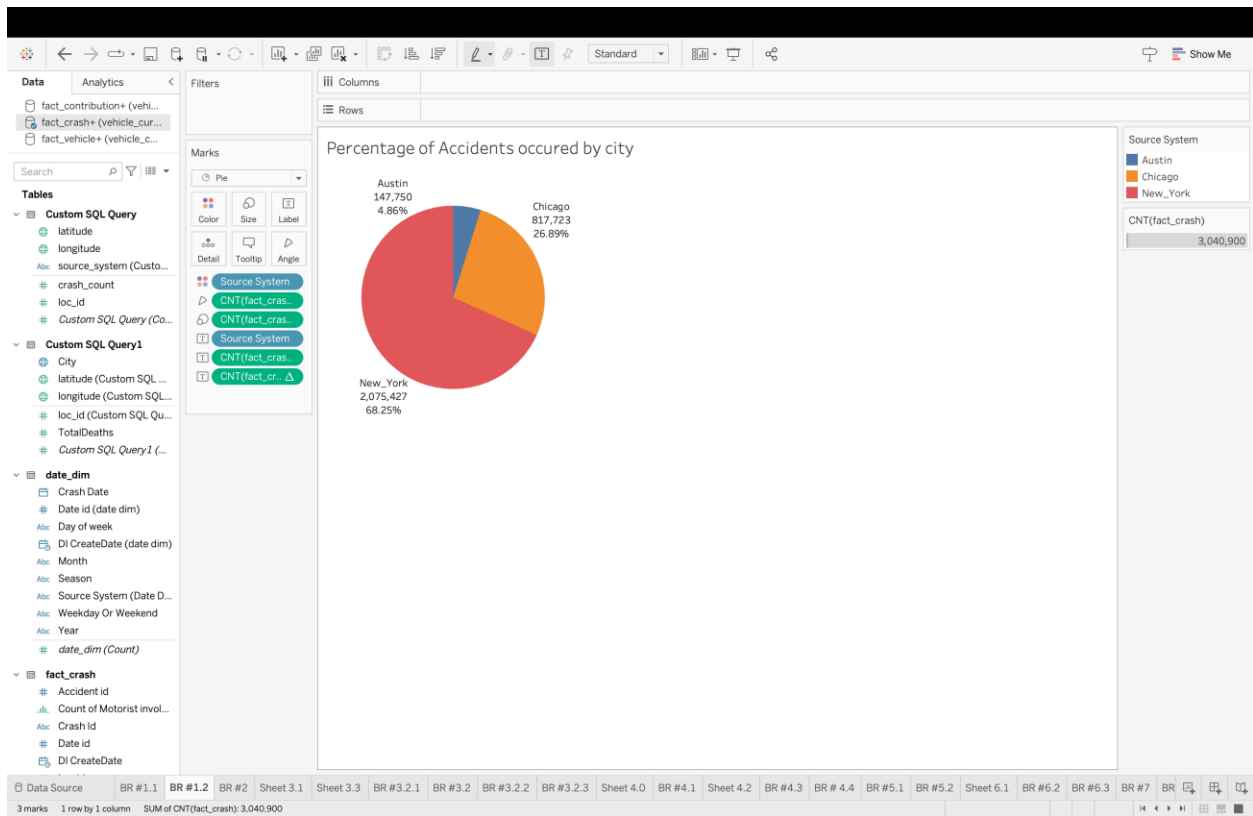 Standard
Show Me
Data
Analytics
fact_contribution+ (vehi...
fact_crash+ (vehicle_cur...
fact_vehicle+ (vehicle_c...
Search
Tables
Custom SQL Query
latitude
longitude
Abc source_system (Custo...
# crash_count
# loc_id
# Custom SQL Query (Co...
Custom SQL Query1
City
latitude (Custom SQL ...
longitude (Custom SQL...
# loc_id (Custom SQL Qu...
# TotalDeaths
# Custom SQL Query1 (...
date_dim
Crash Date
# Date id (date dim)
Abc Day of week
DI CreateDate (date dim)
Abc Month
Abc Season
Abc Source System (Date D...
Abc Weekday Or Weekend
Abc Year
# date_dim (Count)
fact_crash
# Accident id
Count of Motorist invol...
Abc Crash Id
# Date id
DI CreateDate
Filters
Marks
Pie
Color
Size
Label
Detail
Tooltip
Angle
Source System
CNT(fact_cras..
CNT(fact_cras..
Source System
CNT(fact_cras..
CNT(fact_cr.. Δ
Columns
Rows
Percentage of Accidents occured by city
Austin
147,750
4.86%
Chicago
817,723
26.89%
New_York
2,075,427
68.25%
Source System
Austin
Chicago
New_York
CNT(fact_crash)
3,040,900
Data Source
BR #1.1
BR #1.2
BR #2
Sheet 3.1
Sheet 3.3
BR #3.2.1
BR #3.2
BR #3.2.2
BR #3.2.3
Sheet 4.0
BR #4.1
Sheet 4.2
BR #4.3
BR # 4.4
BR #5.1
BR #5.2
Sheet 6.1
BR #6.2
BR #6.3
BR #7
BR
3 marks
1 row by 1 column
SUM of CNT(fact_crash): 3,040,900